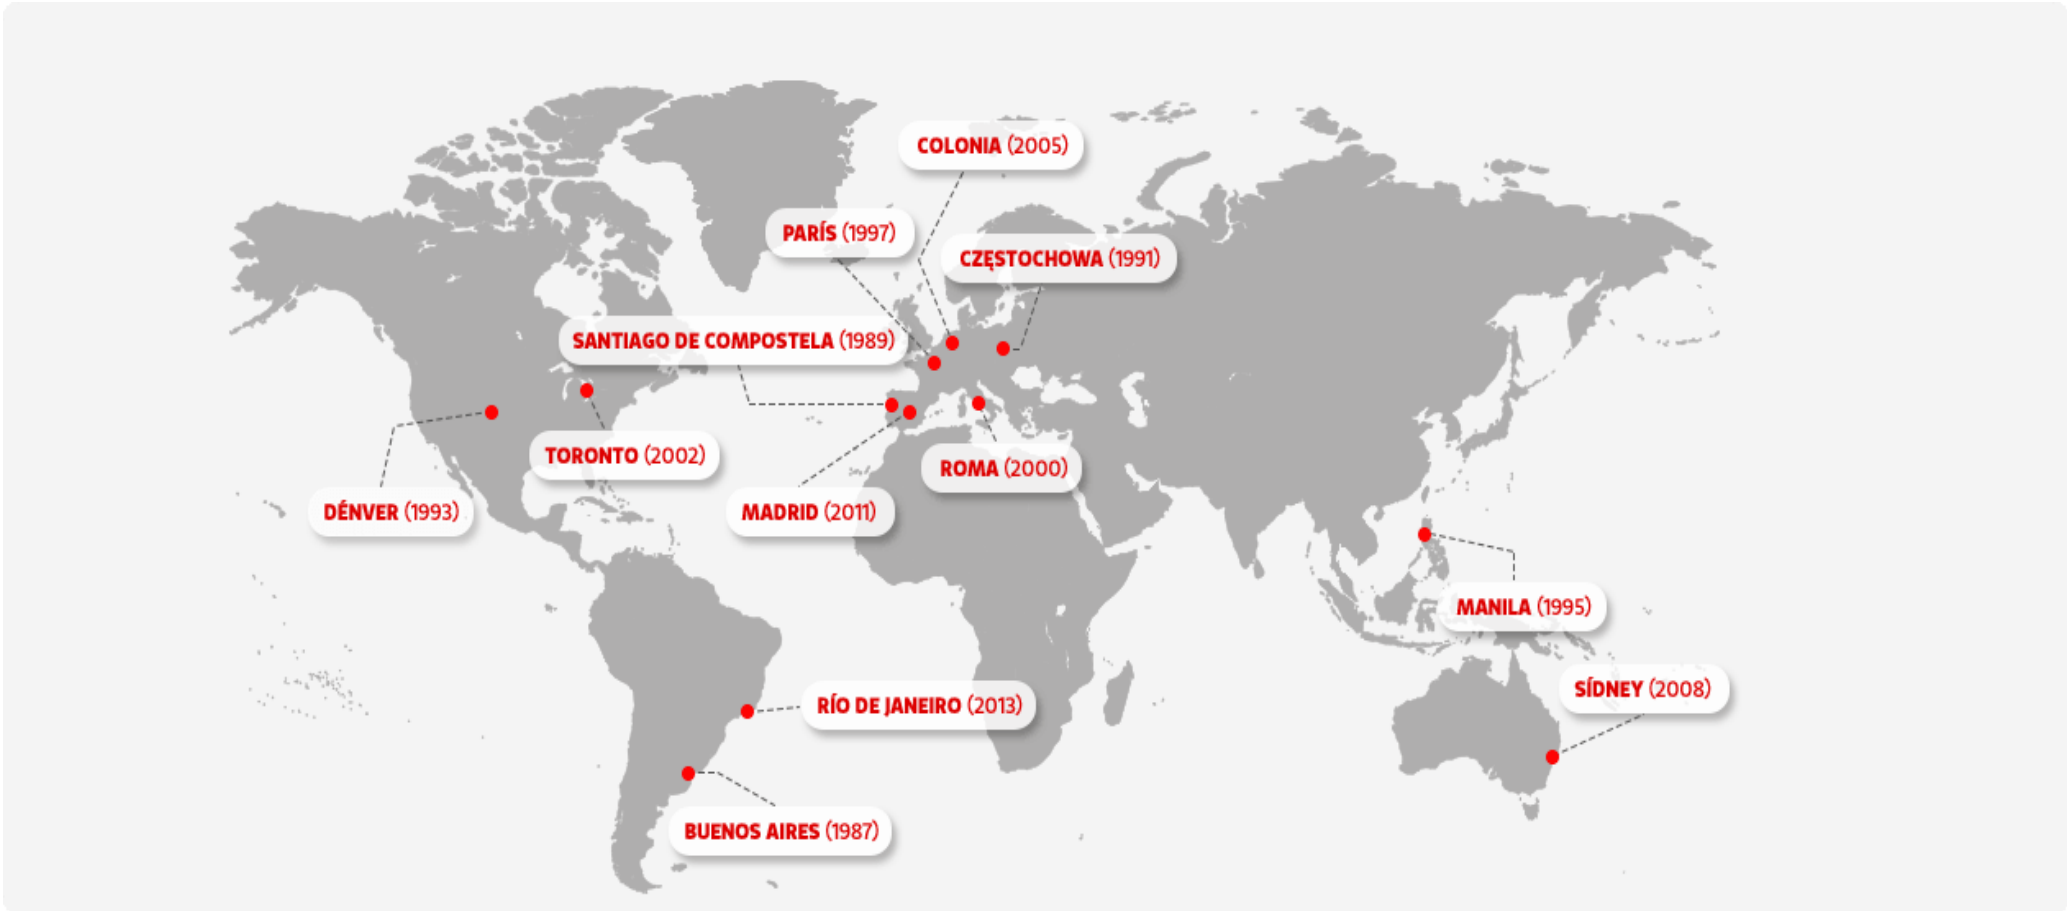 COLONIA (2005)
PARÍS (1997)
CZĘSTOCHOWA (1991)
SANTIAGO DE COMPOSTELA (1989)
TORONTO (2002)
ROMA (2000)
DÉNVER (1993)
MADRID (2011)
MANILA (1995)
SÍDNEY (2008)
RÍO DE JANEIRO (2013)
BUENOS AIRES (1987)